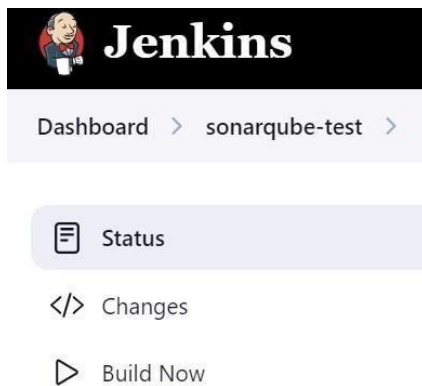 Jenkins
Dashboard > sonarqube-test >
Status
Changes
Build Now